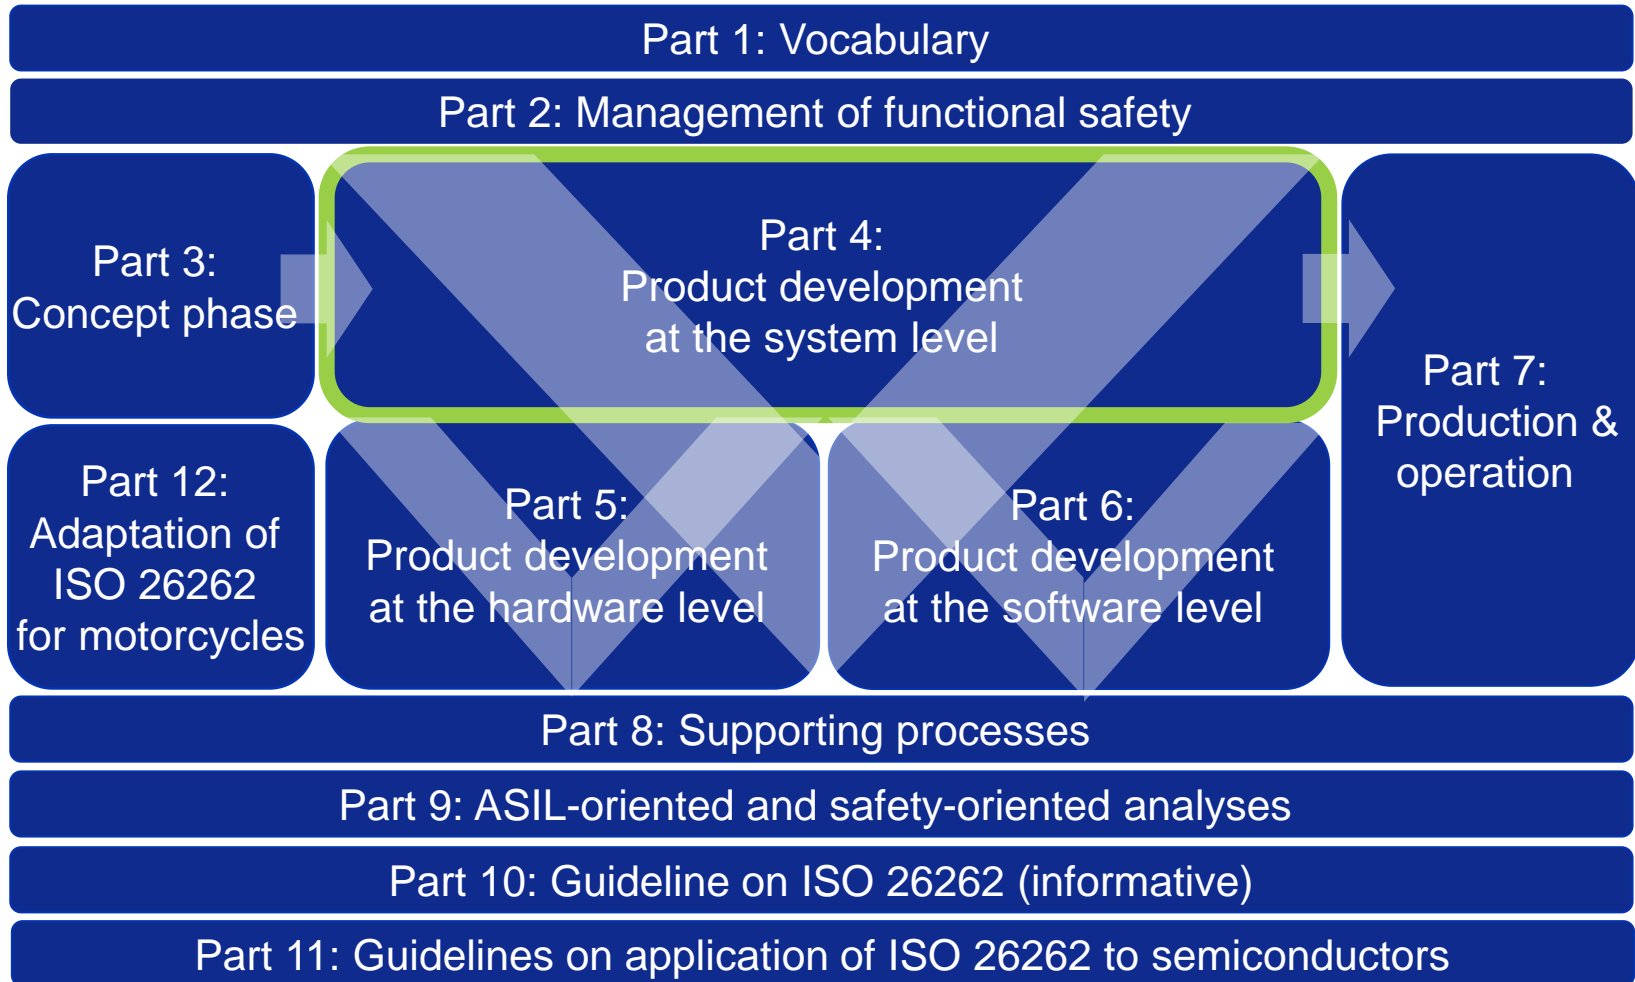 Part 1: Vocabulary
Part 2: Management of functional safety
Part 3:
Concept phase
Part 4:
Product development
at the system level
Part 7:
Production &
operation
Part 12:
Adaptation of
ISO 26262
for motorcycles
Part 5:
Product development
at the hardware level
Part 6:
Product development
at the software level
Part 8: Supporting processes
Part 9: ASIL-oriented and safety-oriented analyses
Part 10: Guideline on ISO 26262 (informative)
Part 11: Guidelines on application of ISO 26262 to semiconductors